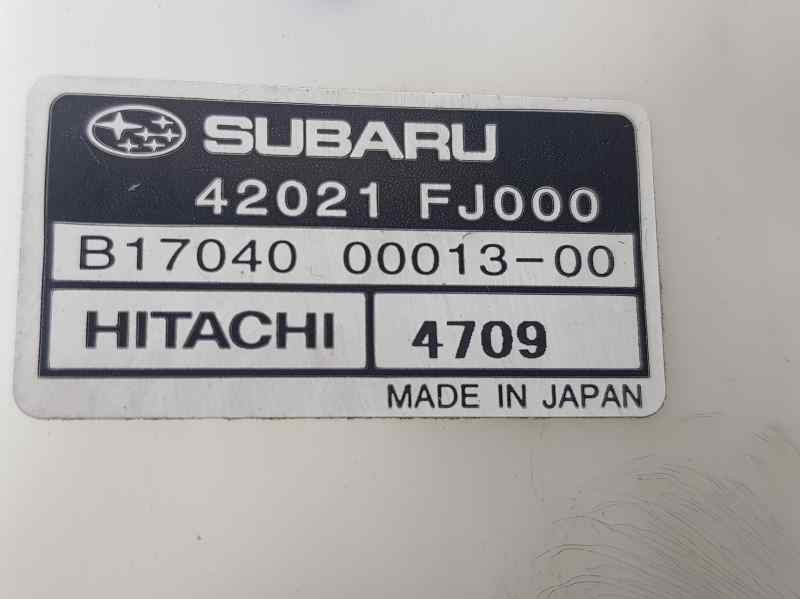 SUBARU
42021 FJ000
B17040 00013-00
HITACHI 4709
MADE IN JAPAN